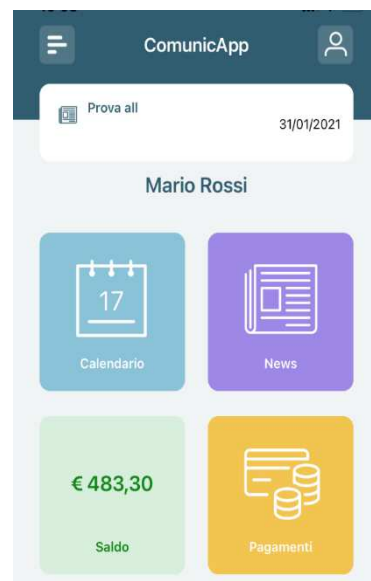 ComunicApp
Prova all
31/01/2021
Mario Rossi
17
Calendario
News
€ 483,30
Saldo
Pagamenti